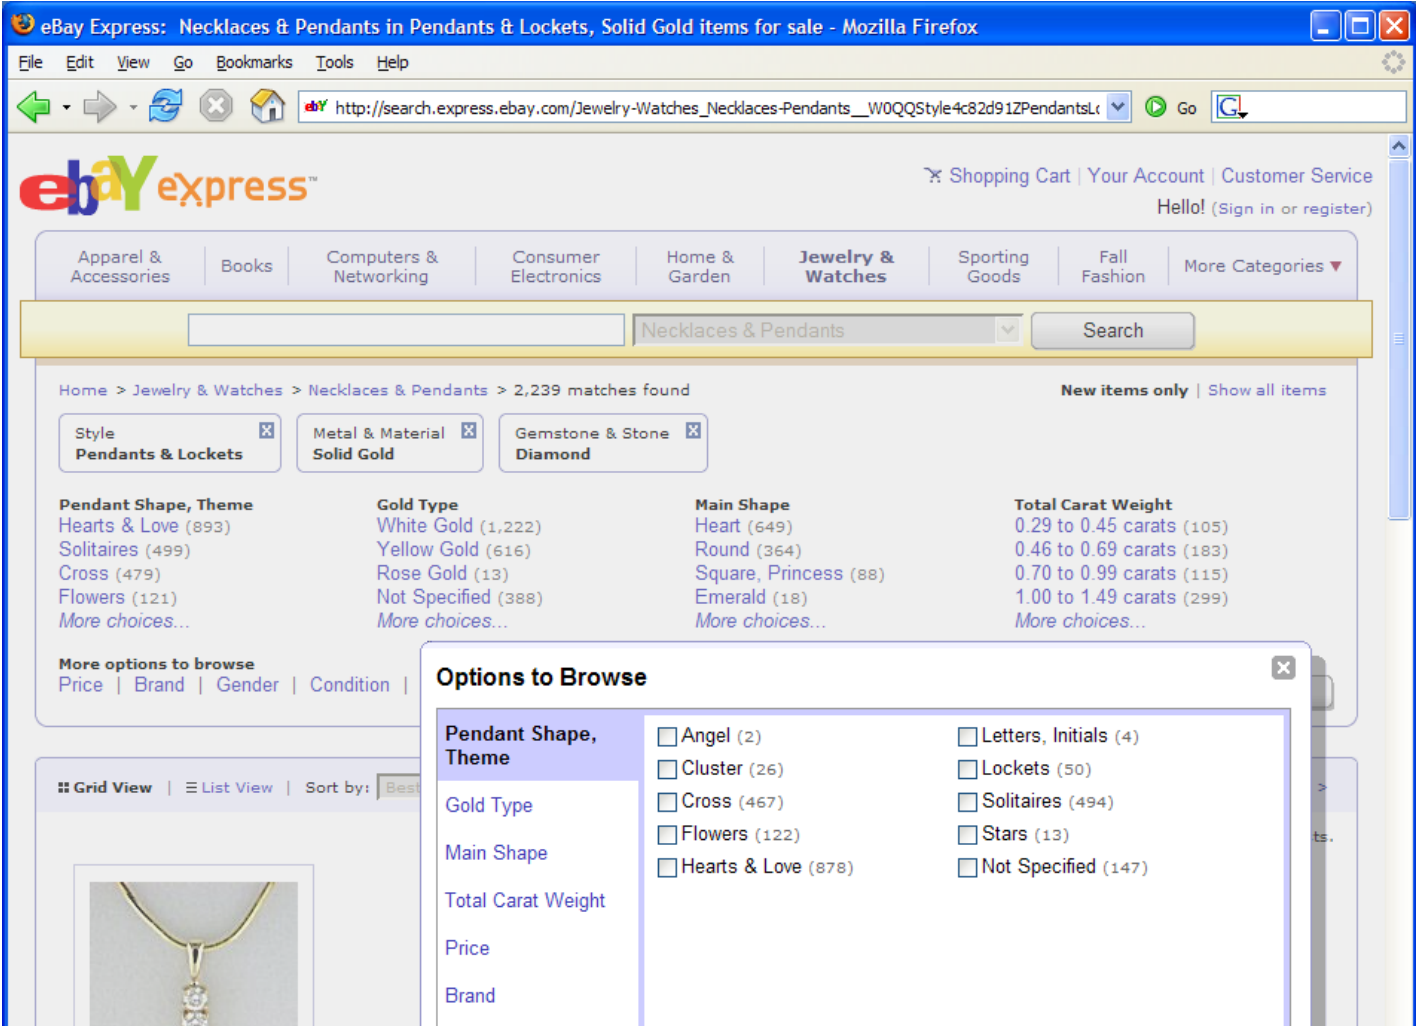 eBay Express:  Necklaces & Pendants in Pendants & Lockets, Solid Gold items for sale - Mozilla Firefox
File Edit View Go Bookmarks Tools Help
ebY http://search.express.ebay.com/Jewelry-Watches_Necklaces-Pendants__W0QQStyle4c82d91ZPendantsLo Go G
ebay express™
Shopping Cart | Your Account | Customer Service
Hello! (Sign in or register)
Apparel & Accessories
Books
Computers & Networking
Consumer Electronics
Home & Garden
Jewelry & Watches
Sporting Goods
Fall Fashion
More Categories ▼
Necklaces & Pendants Search
Home > Jewelry & Watches > Necklaces & Pendants > 2,239 matches found
New items only | Show all items
Style
Pendants & Lockets
Metal & Material
Solid Gold
Gemstone & Stone
Diamond
Pendant Shape, Theme
Hearts & Love (893)
Solitaires (499)
Cross (479)
Flowers (121)
More choices...
Gold Type
White Gold (1,222)
Yellow Gold (616)
Rose Gold (13)
Not Specified (388)
More choices...
Main Shape
Heart (649)
Round (364)
Square, Princess (88)
Emerald (18)
More choices...
Total Carat Weight
0.29 to 0.45 carats (105)
0.46 to 0.69 carats (183)
0.70 to 0.99 carats (115)
1.00 to 1.49 carats (299)
More choices...
More options to browse
Price | Brand | Gender | Condition |
Grid View | List View | Sort by: Best
>
ts.
Options to Browse
Pendant Shape,
Theme
Gold Type
Main Shape
Total Carat Weight
Price
Brand
Angel (2)
Cluster (26)
Cross (467)
Flowers (122)
Hearts & Love (878)
Letters, Initials (4)
Lockets (50)
Solitaires (494)
Stars (13)
Not Specified (147)